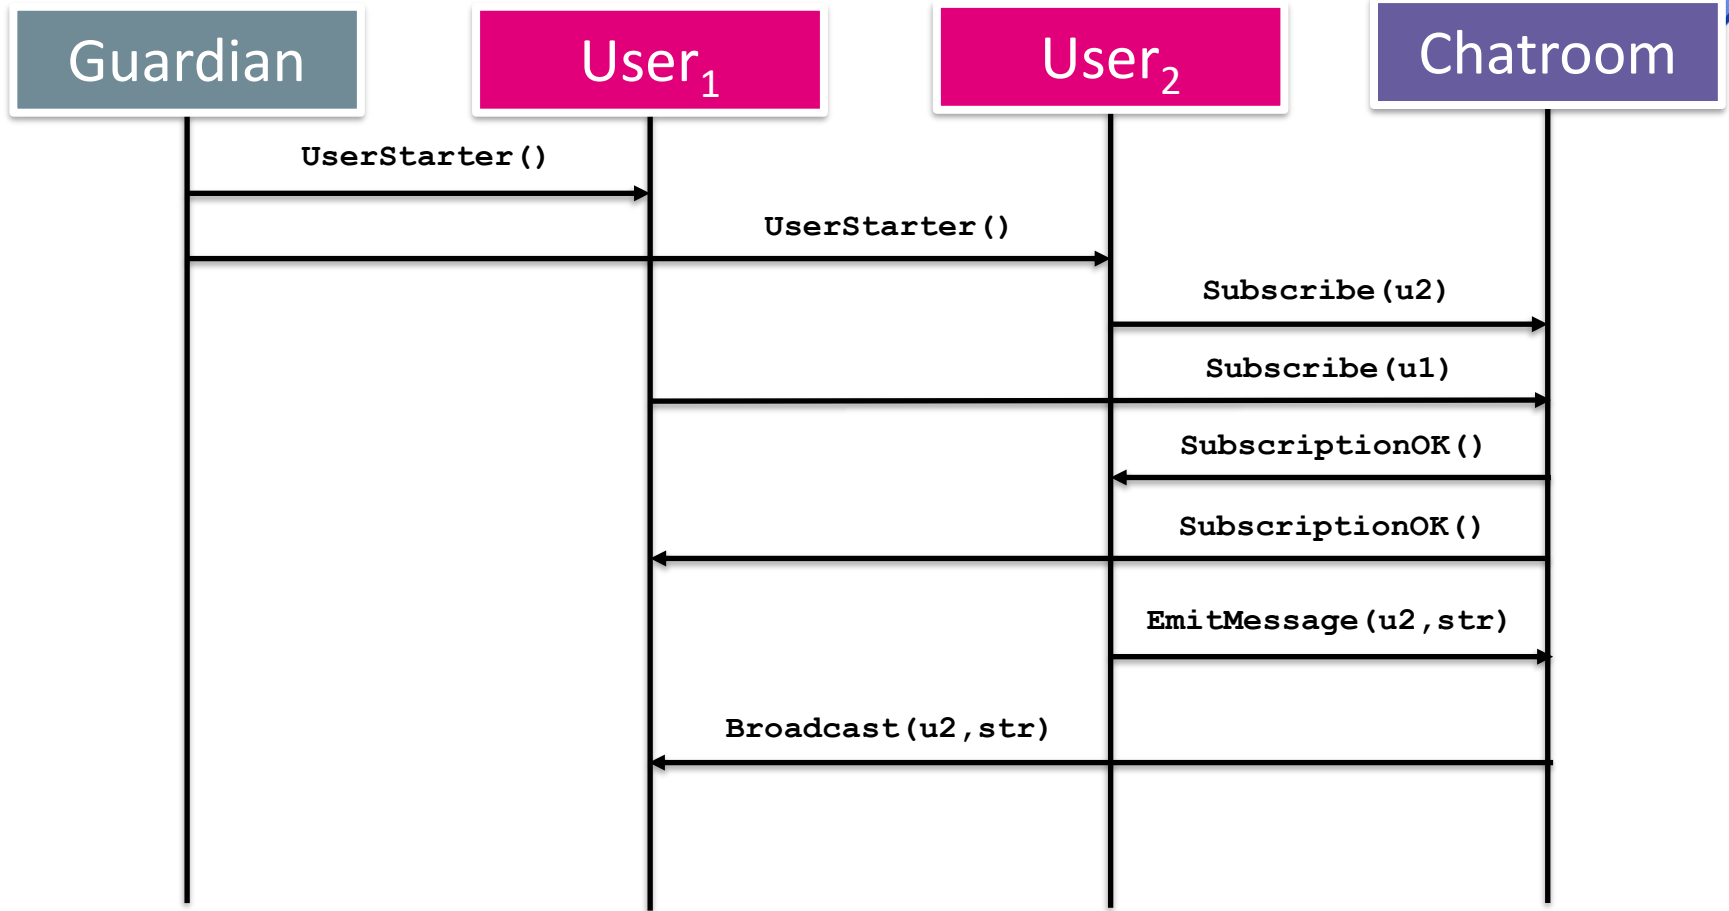 Guardian
User₁
User₂
Chatroom
UserStarter()
UserStarter()
Subscribe(u2)
Subscribe(u1)
SubscriptionOK()
SubscriptionOK()
EmitMessage(u2,str)
Broadcast(u2,str)